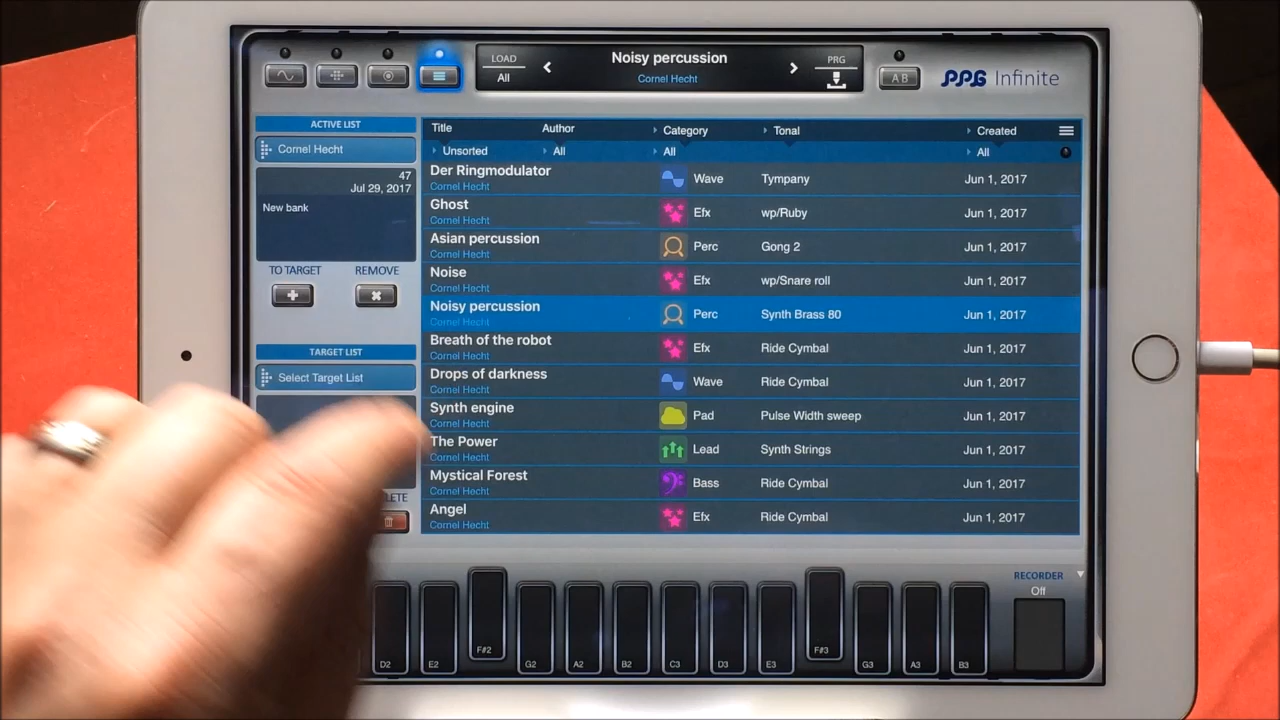 LOAD
All
Noisy percussion
Cornel Hecht
PRG
A B
PPG Infinite
ACTIVE LIST
Cornel Hecht
47
Jul 29, 2017
New bank
TO TARGET REMOVE
TARGET LIST
Select Target List
Title Author Category Tonal Created
Unsorted All All All
Der Ringmodulator
Cornel Hecht
Wave Tympany Jun 1, 2017
Ghost
Cornel Hecht
Efx wp/Ruby Jun 1, 2017
Asian percussion
Cornel Hecht
Perc Gong 2 Jun 1, 2017
Noise
Cornel Hecht
Efx wp/Snare roll Jun 1, 2017
Noisy percussion
Cornel Hecht
Perc Synth Brass 80 Jun 1, 2017
Breath of the robot
Cornel Hecht
Efx Ride Cymbal Jun 1, 2017
Drops of darkness
Cornel Hecht
Wave Ride Cymbal Jun 1, 2017
Synth engine
Cornel Hecht
Pad Pulse Width sweep Jun 1, 2017
The Power
Cornel Hecht
Lead Synth Strings Jun 1, 2017
Mystical Forest
Cornel Hecht
Bass Ride Cymbal Jun 1, 2017
Angel
Cornel Hecht
Efx Ride Cymbal Jun 1, 2017
RECORDER
Off
D2 E2 F#2 G2 A2 B2 C3 D3 E3 F#3 G3 A3 B3